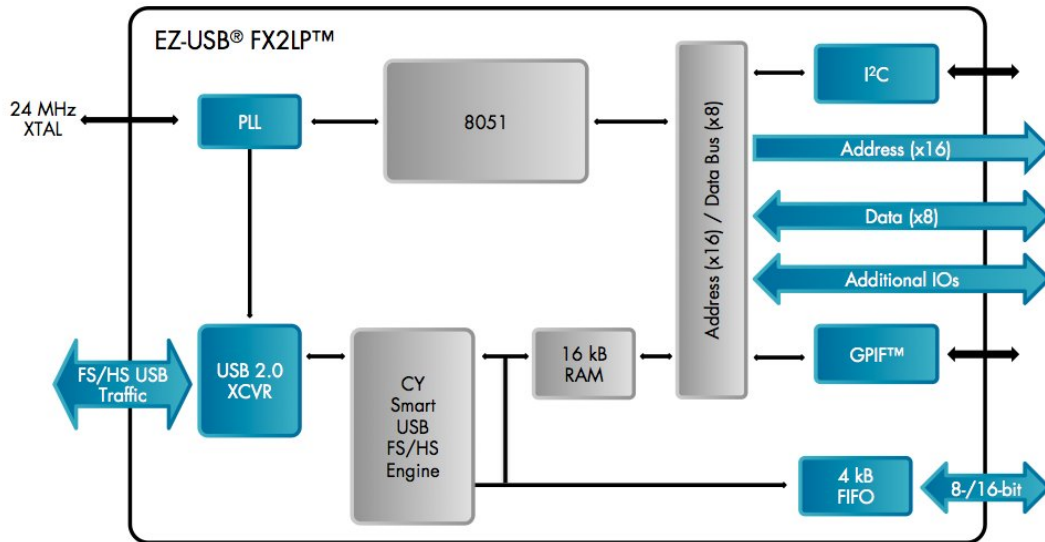 EZ-USB® FX2LP™
24 MHz
XTAL
PLL
8051
Address (x16) / Data Bus (x8)
I²C
Address (x16)
Data (x8)
Additional IOs
FS/HS USB
Traffic
USB 2.0
XCVR
CY
Smart
USB
FS/HS
Engine
16 kB
RAM
GPIF™
4 kB
FIFO
8-/16-bit